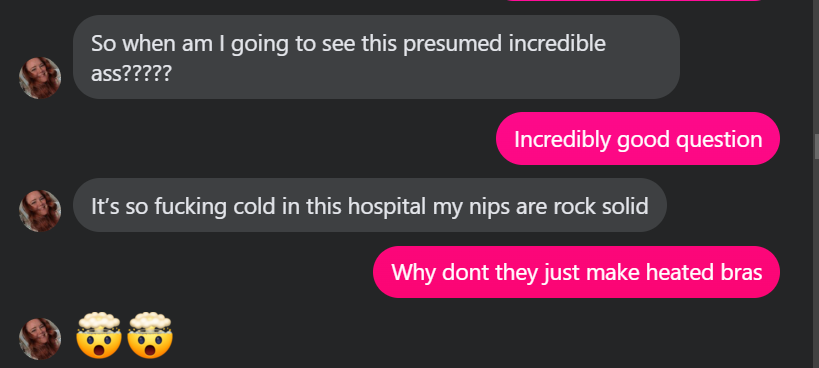 So when am I going to see this presumed incredible
ass?????
Incredibly good question
It's so fucking cold in this hospital my nips are rock solid
Why dont they just make heated bras
🤯🤯